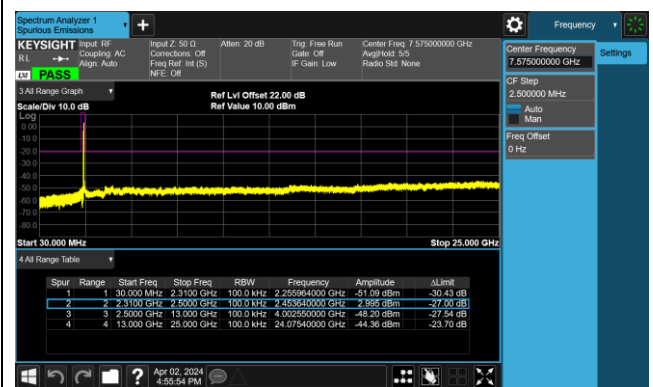 Spectrum Analyzer 1
Spurious Emissions
Frequency
KEYSIGHT Input: RF Input Z: 50 Ω Atten: 20 dB Trig: Free Run Center Freq: 7.575000000 GHz
RL Coupling: AC Corrections: Off Gate: Off Avg|Hold: 5/5
Align: Auto Freq Ref: Int (S) IF Gain: Low Radio Std: None
LXI PASS NFE: Off
Center Frequency
7.575000000 GHz
Settings
CF Step
2.500000 MHz
Auto
Man
Freq Offset
0 Hz
3 All Range Graph
Ref Lvl Offset 22.00 dB
Scale/Div 10.0 dB Ref Value 10.00 dBm
Log
0.00
-10.0
-20.0
-30.0
-40.0
-50.0
-60.0
-70.0
-80.0
Start 30.000 MHz Stop 25.000 GHz
4 All Range Table
Spur Range Start Freq Stop Freq RBW Frequency Amplitude ΔLimit
1 1 30.000 MHz 2.3100 GHz 100.0 kHz 2.255964000 GHz -51.09 dBm -30.43 dB
2 2 2.3100 GHz 2.5000 GHz 100.0 kHz 2.453640000 GHz 2.995 dBm -27.00 dB
3 3 2.5000 GHz 13.000 GHz 100.0 kHz 4.002550000 GHz -48.20 dBm -27.54 dB
4 4 13.000 GHz 25.000 GHz 100.0 kHz 24.07540000 GHz -44.36 dBm -23.70 dB
? Apr 02, 2024
4:55:54 PM